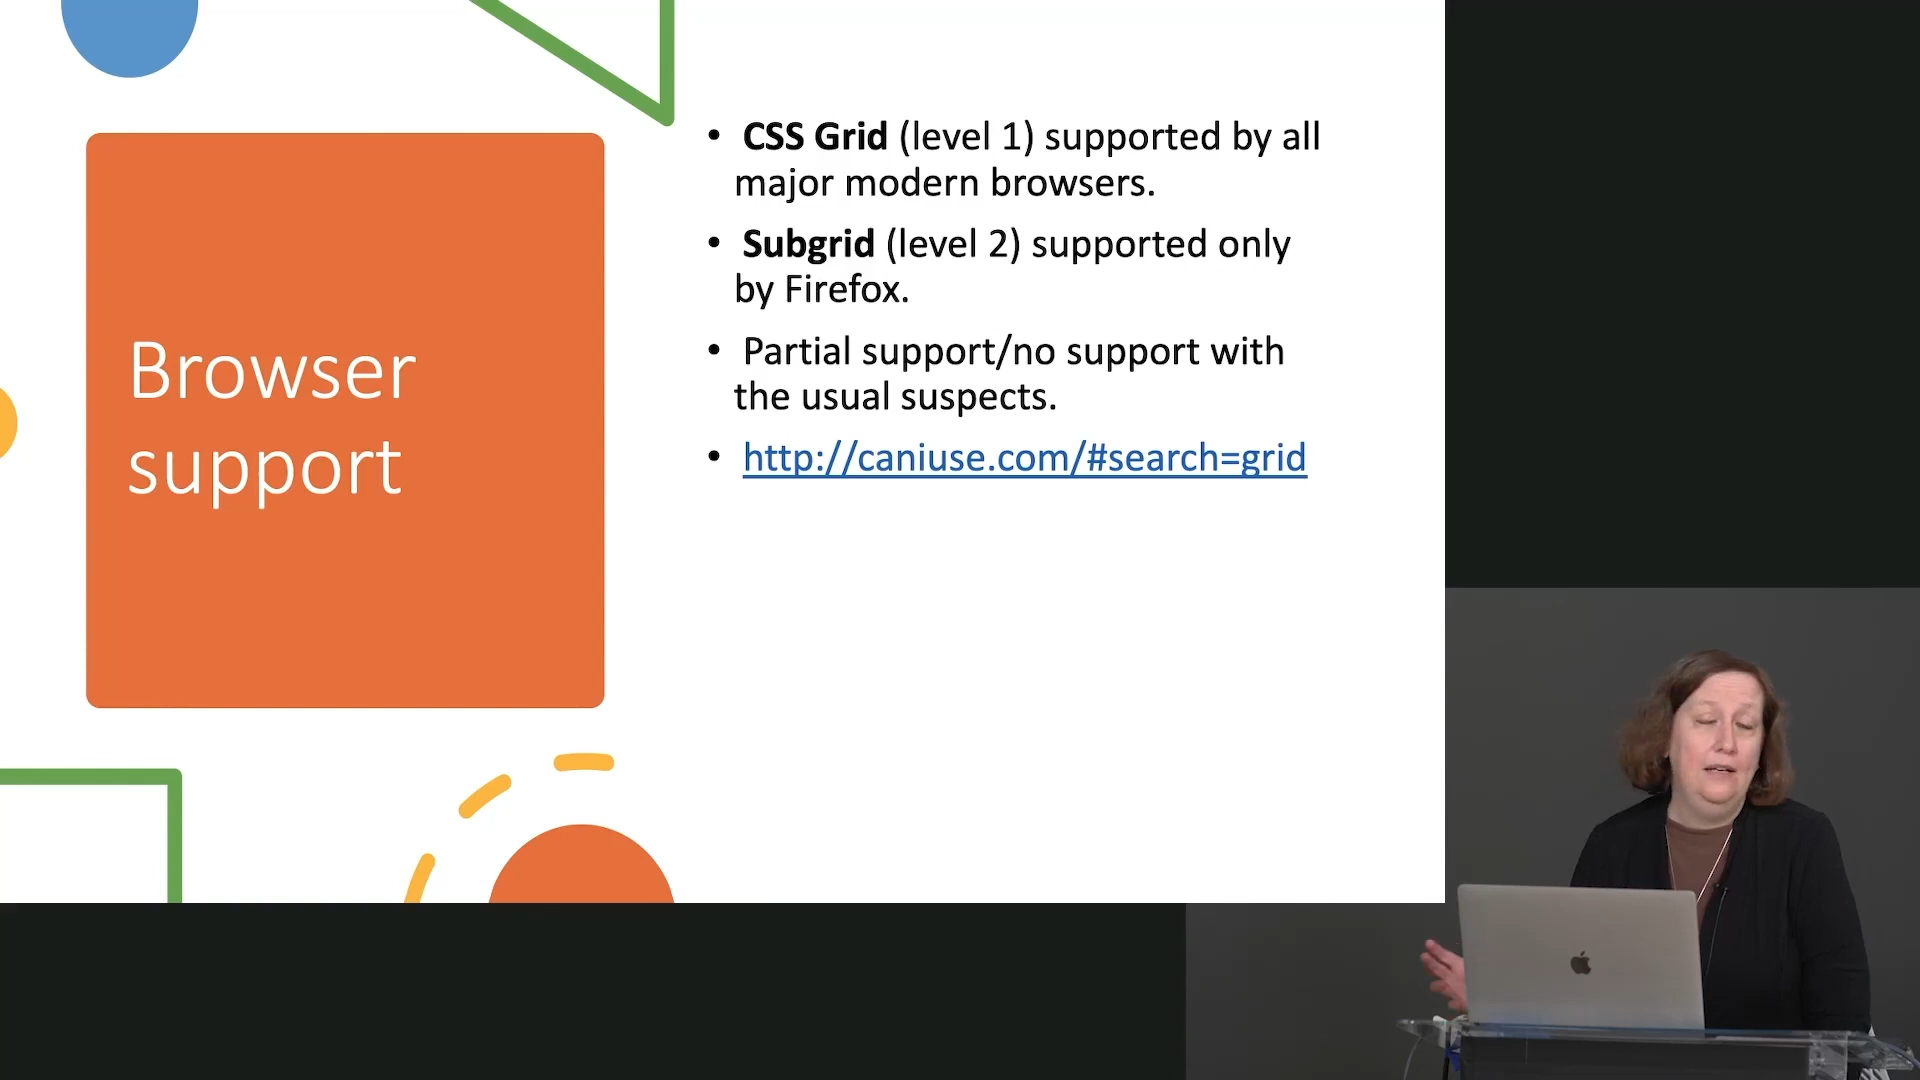 Browser
support
• CSS Grid (level 1) supported by all
major modern browsers.
• Subgrid (level 2) supported only
by Firefox.
• Partial support/no support with
the usual suspects.
• http://caniuse.com/#search=grid